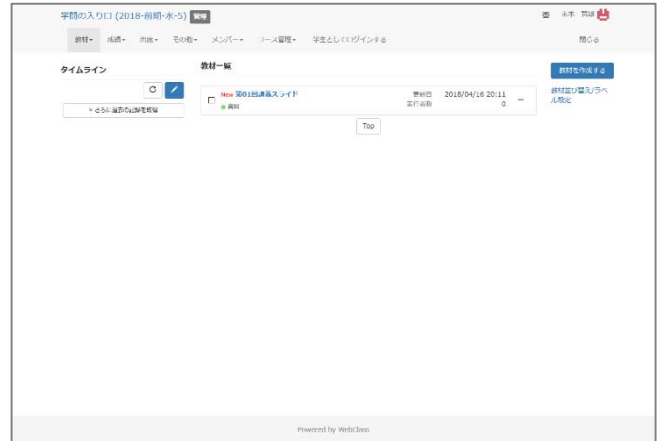 学問の入り口 (2018-前期-水-5) 管理
教材 成績 出席 その他 メンバー コース管理 学生としてログインする 閉じる
タイムライン
» さらに過去の記録を取得
教材一覧
New 第01回講義スライド
資料
更新日 2018/04/16 20:11
実行者数 0
Top
教材を作成する
教材並び替え/ラベ
ル設定
Powered by WebClass